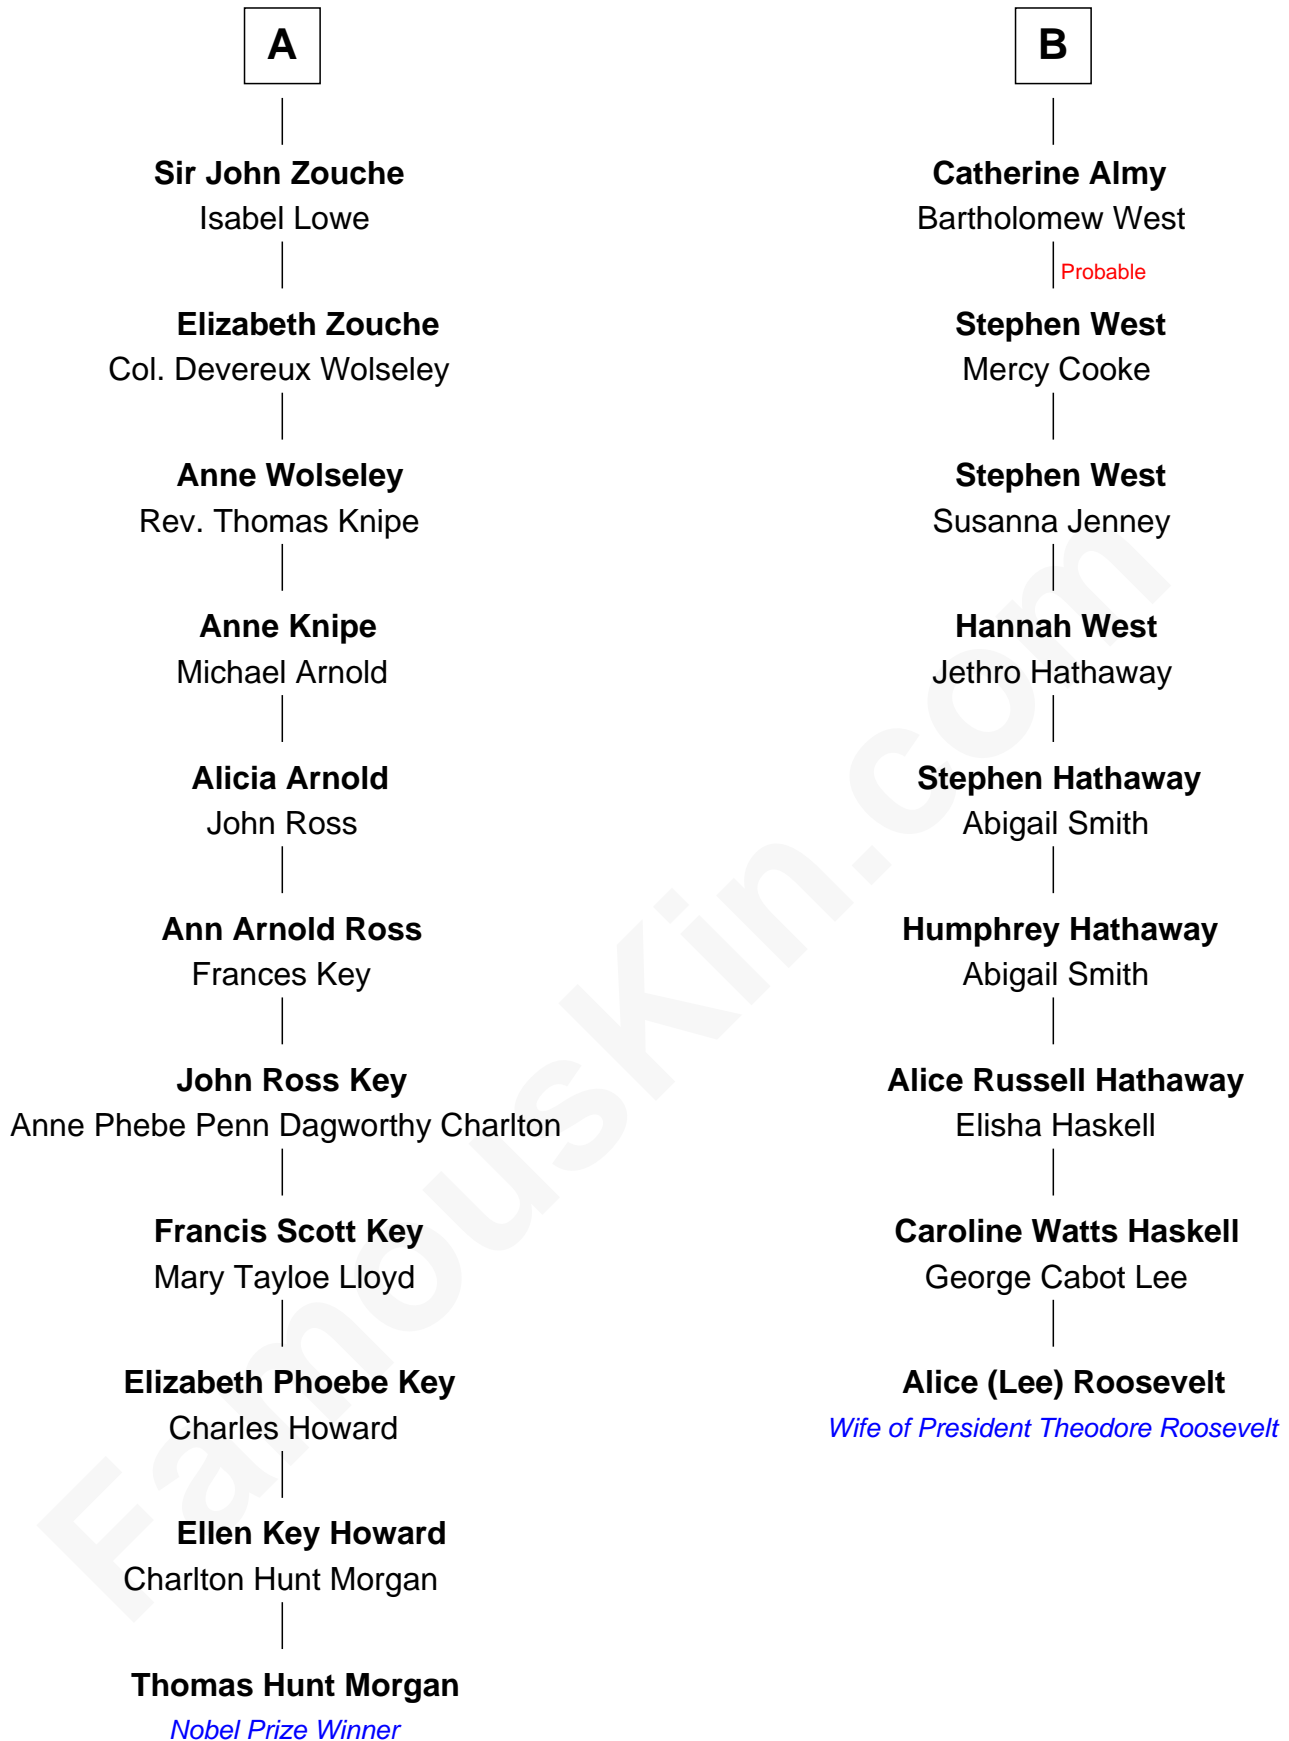 A
Sir John Zouche
Isabel Lowe
Elizabeth Zouche
Col. Devereux Wolseley
Anne Wolseley
Rev. Thomas Knipe
Anne Knipe
Michael Arnold
Alicia Arnold
John Ross
Ann Arnold Ross
Frances Key
John Ross Key
Anne Phebe Penn Dagworthy Charlton
Francis Scott Key
Mary Tayloe Lloyd
Elizabeth Phoebe Key
Charles Howard
Ellen Key Howard
Charlton Hunt Morgan
Thomas Hunt Morgan
Nobel Prize Winner
B
Catherine Almy
Bartholomew West
Probable
Stephen West
Mercy Cooke
Stephen West
Susanna Jenney
Hannah West
Jethro Hathaway
Stephen Hathaway
Abigail Smith
Humphrey Hathaway
Abigail Smith
Alice Russell Hathaway
Elisha Haskell
Caroline Watts Haskell
George Cabot Lee
Alice (Lee) Roosevelt
Wife of President Theodore Roosevelt
FamousKin.com